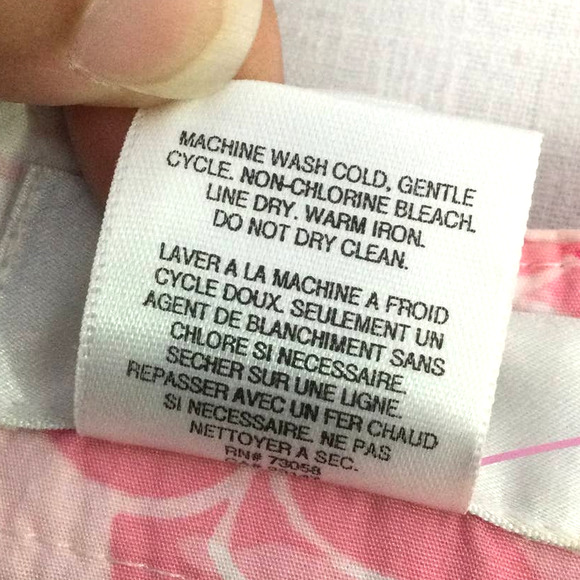 MACHINE WASH COLD, GENTLE
CYCLE. NON-CHLORINE BLEACH.
LINE DRY. WARM IRON.
DO NOT DRY CLEAN.
LAVER A LA MACHINE A FROID
CYCLE DOUX. SEULEMENT UN
AGENT DE BLANCHIMENT SANS
CHLORE SI NECESSAIRE.
SECHER SUR UNE LIGNE.
REPASSER AVEC UN FER CHAUD
SI NECESSAIRE. NE PAS
NETTOYER A SEC.
RN# 73058